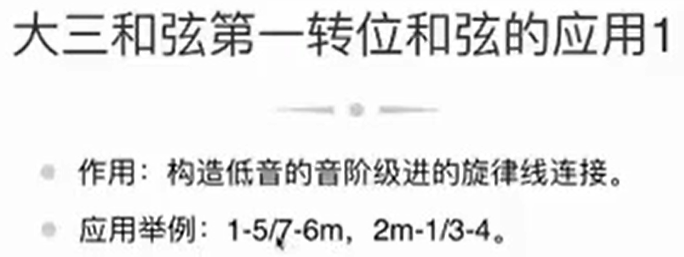 大三和弦第一转位和弦的应用1
作用：构造低音的音阶级进的旋律线连接。
应用举例：1-5/7-6m，2m-1/3-4。